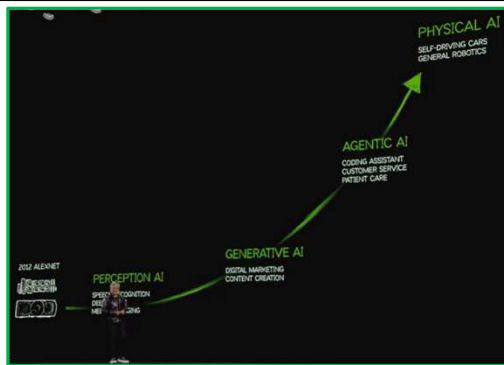 PHYSICAL AI
SELF-DRIVING CARS
GENERAL ROBOTICS
AGENTIC AI
CODING ASSISTANT
CUSTOMER SERVICE
PATIENT CARE
GENERATIVE AI
DIGITAL MARKETING
CONTENT CREATION
2012 ALEXNET
PERCEPTION AI